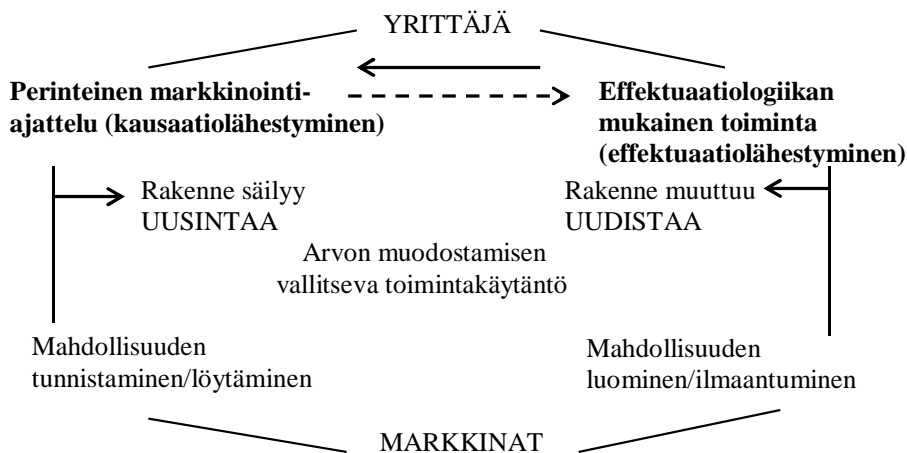 YRITTÄJÄ
Perinteinen markkinointi-
ajattelu (kausaatiolähestyminen)
Effektuaatiologiikan
mukainen toiminta
(effektuaatiolähestyminen)
Rakenne säilyy
UUSINTAA
Rakenne muuttuu
UUDISTAA
Arvon muodostamisen
vallitseva toimintakäytäntö
Mahdollisuuden
tunnistaminen/löytäminen
Mahdollisuuden
luominen/ilmaantuminen
MARKKINAT